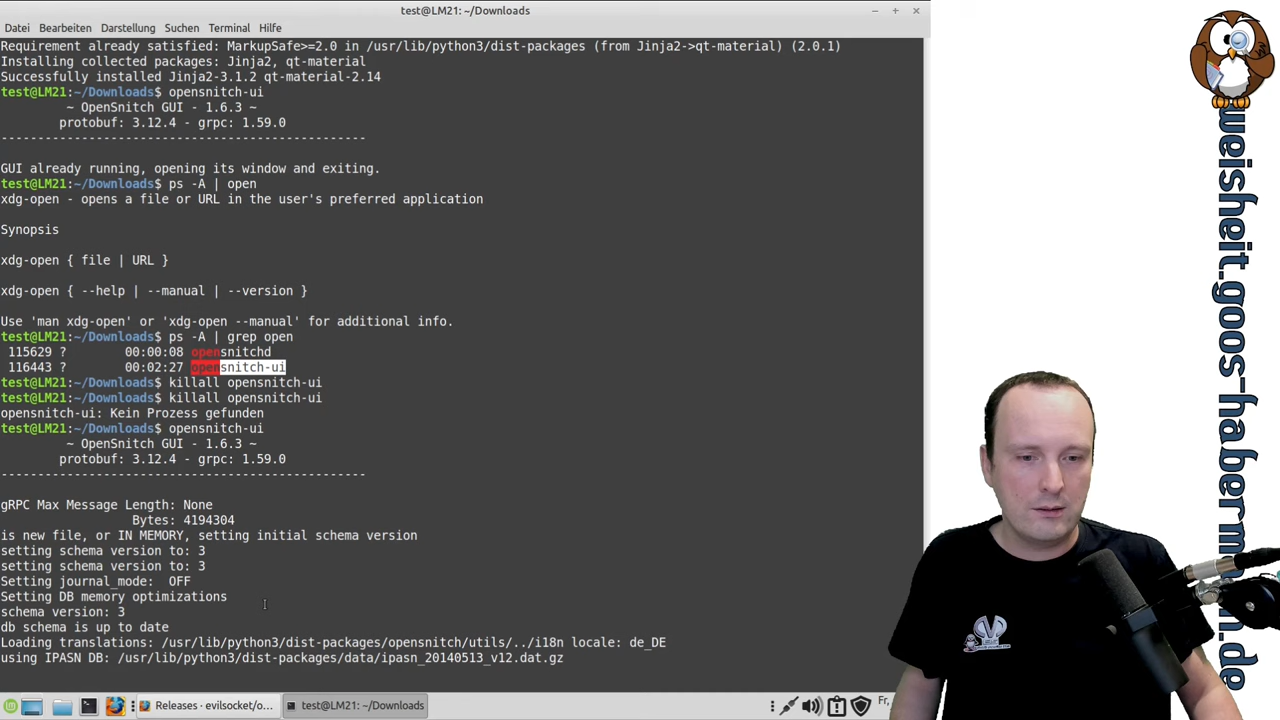 test@LM21: ~/Downloads
Datei Bearbeiten Darstellung Suchen Terminal Hilfe
Requirement already satisfied: MarkupSafe>=2.0 in /usr/lib/python3/dist-packages (from Jinja2->qt-material) (2.0.1)
Installing collected packages: Jinja2, qt-material
Successfully installed Jinja2-3.1.2 qt-material-2.14
test@LM21:~/Downloads$ opensnitch-ui
~ OpenSnitch GUI - 1.6.3 ~
protobuf: 3.12.4 - grpc: 1.59.0
------------------------------------------------
GUI already running, opening its window and exiting.
test@LM21:~/Downloads$ ps -A | open
xdg-open - opens a file or URL in the user's preferred application
Synopsis
xdg-open { file | URL }
xdg-open { --help | --manual | --version }
Use 'man xdg-open' or 'xdg-open --manual' for additional info.
test@LM21:~/Downloads$ ps -A | grep open
115629 ? 00:00:08 opensnitchd
116443 ? 00:02:27 opensnitch-ui
test@LM21:~/Downloads$ killall opensnitch-ui
test@LM21:~/Downloads$ killall opensnitch-ui
opensnitch-ui: Kein Prozess gefunden
test@LM21:~/Downloads$ opensnitch-ui
~ OpenSnitch GUI - 1.6.3 ~
protobuf: 3.12.4 - grpc: 1.59.0
------------------------------------------------
gRPC Max Message Length: None
Bytes: 4194304
is new file, or IN MEMORY, setting initial schema version
setting schema version to: 3
setting schema version to: 3
Setting journal_mode: OFF
Setting DB memory optimizations
schema version: 3
db schema is up to date
Loading translations: /usr/lib/python3/dist-packages/opensnitch/utils/../i18n locale: de_DE
using IPASN DB: /usr/lib/python3/dist-packages/data/ipasn_20140513_v12.dat.gz
Releases · evilsocket/o...
test@LM21: ~/Downloads
Fr,
weisheit.goos-habermann.de